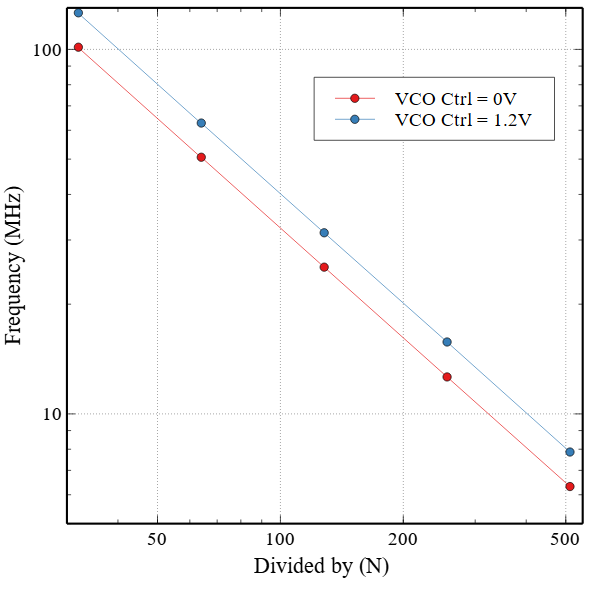 100
10
Frequency (MHz)
VCO Ctrl = 0V
VCO Ctrl = 1.2V
50
100
200
500
Divided by (N)